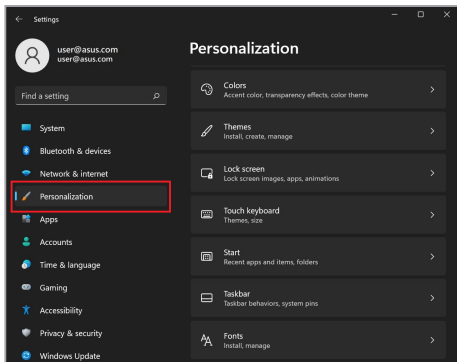 Settings
user@asus.com
user@asus.com
Find a setting
System
Bluetooth & devices
Network & internet
Personalization
Apps
Accounts
Time & language
Gaming
Accessibility
Privacy & security
Windows Update
Personalization
Colors
Accent color, transparency effects, color theme
Themes
Install, create, manage
Lock screen
Lock screen images, apps, animations
Touch keyboard
Themes, size
Start
Recent apps and items, folders
Taskbar
Taskbar behaviors, system pins
Fonts
Install, manage